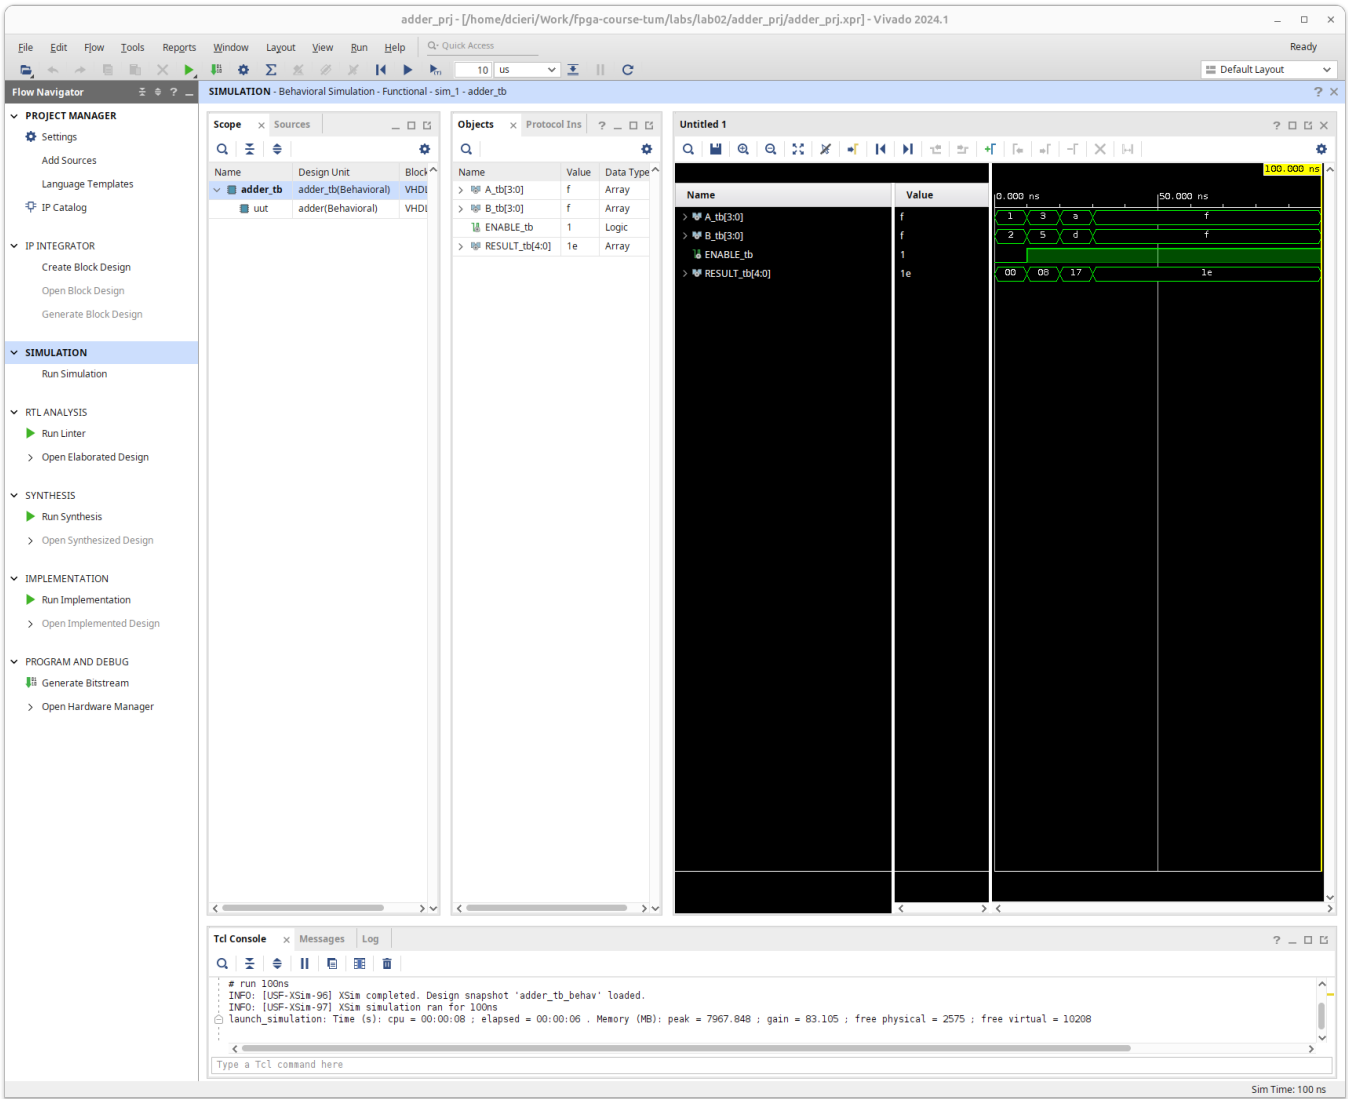 adder_prj - [/home/dcieri/Work/fpga-course-tum/labs/lab02/adder_prj/adder_prj.xpr] - Vivado 2024.1
File Edit Flow Tools Reports Window Layout View Run Help Quick Access Ready
10 us Default Layout
Flow Navigator
PROJECT MANAGER
Settings
Add Sources
Language Templates
IP Catalog
IP INTEGRATOR
Create Block Design
Open Block Design
Generate Block Design
SIMULATION
Run Simulation
RTL ANALYSIS
Run Linter
Open Elaborated Design
SYNTHESIS
Run Synthesis
Open Synthesized Design
IMPLEMENTATION
Run Implementation
Open Implemented Design
PROGRAM AND DEBUG
Generate Bitstream
Open Hardware Manager
SIMULATION - Behavioral Simulation - Functional - sim_1 - adder_tb
Scope Sources
Name Design Unit Block
adder_tb adder_tb(Behavioral) VHDL
uut adder(Behavioral) VHDL
Objects Protocol Ins
Name Value Data Type
A_tb[3:0] f Array
B_tb[3:0] f Array
ENABLE_tb 1 Logic
RESULT_tb[4:0] 1e Array
Untitled 1
100.000 ns
Name Value 0.000 ns 50.000 ns
A_tb[3:0] f 1 3 a f
B_tb[3:0] f 2 5 d f
ENABLE_tb 1
RESULT_tb[4:0] 1e 00 08 17 1e
Tcl Console Messages Log
# run 100ns
INFO: [USF-XSim-96] XSim completed. Design snapshot 'adder_tb_behav' loaded.
INFO: [USF-XSim-97] XSim simulation ran for 100ns
launch_simulation: Time (s): cpu = 00:00:08 ; elapsed = 00:00:06 . Memory (MB): peak = 7967.848 ; gain = 83.105 ; free physical = 2575 ; free virtual = 10208
Type a Tcl command here
Sim Time: 100 ns